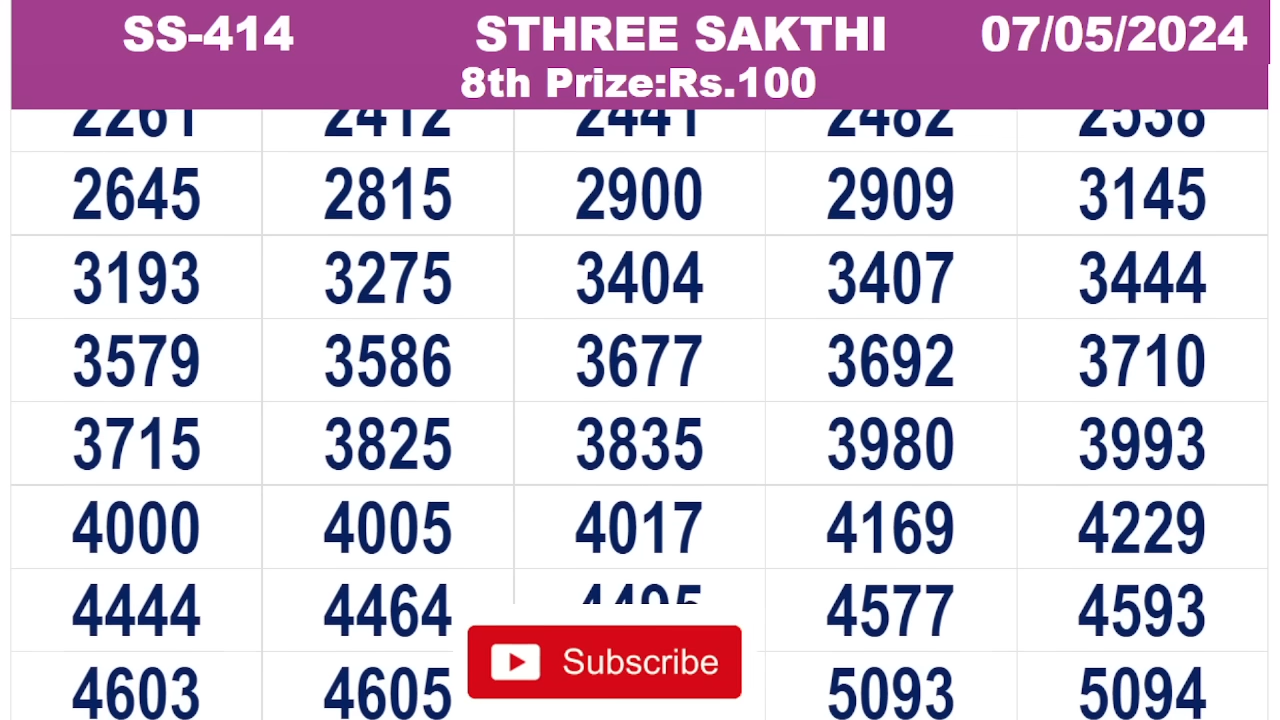 SS-414 STHREE SAKTHI 07/05/2024
8th Prize:Rs.100
2261 2412 2441 2482 2538
2645 2815 2900 2909 3145
3193 3275 3404 3407 3444
3579 3586 3677 3692 3710
3715 3825 3835 3980 3993
4000 4005 4017 4169 4229
4444 4464 4577 4593
Subscribe
4603 4605 5093 5094